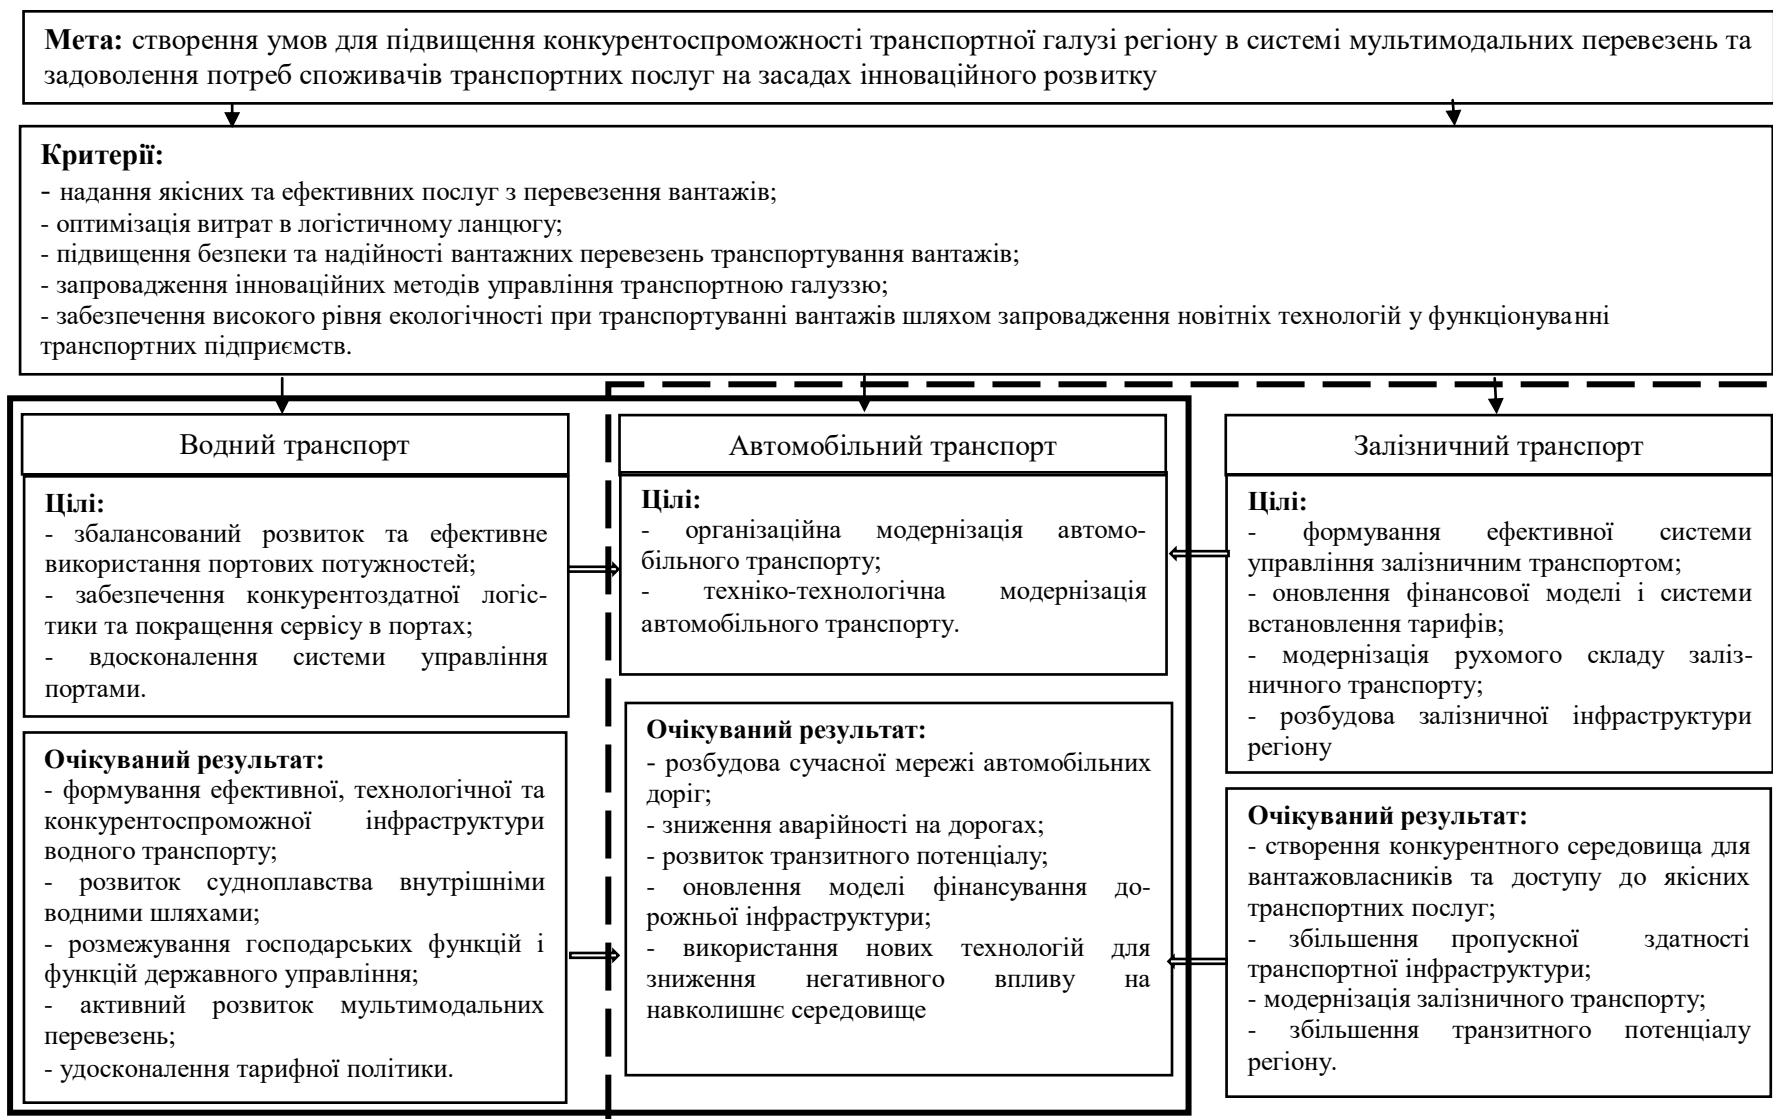 Мета: створення умов для підвищення конкурентоспроможності транспортної галузі регіону в системі мультимодальних перевезень та
задоволення потреб споживачів транспортних послуг на засадах інноваційного розвитку
Критерії:
- надання якісних та ефективних послуг з перевезення вантажів;
- оптимізація витрат в логістичному ланцюгу;
- підвищення безпеки та надійності вантажних перевезень транспортування вантажів;
- запровадження інноваційних методів управління транспортною галуззю;
- забезпечення високого рівня екологічності при транспортуванні вантажів шляхом запровадження новітніх технологій у функціонуванні
транспортних підприємств.
Водний транспорт
Цілі:
- збалансований розвиток та ефективне
використання портових потужностей;
- забезпечення конкурентоздатної логіс-
тики та покращення сервісу в портах;
- вдосконалення системи управління
портами.
Очікуваний результат:
- формування ефективної, технологічної та
конкурентоспроможної інфраструктури
водного транспорту;
- розвиток судноплавства внутрішніми
водними шляхами;
- розмежування господарських функцій і
функцій державного управління;
- активний розвиток мультимодальних
перевезень;
- удосконалення тарифної політики.
Автомобільний транспорт
Цілі:
- організаційна модернізація автомо-
більного транспорту;
- техніко-технологічна модернізація
автомобільного транспорту.
Очікуваний результат:
- розбудова сучасної мережі автомобільних
доріг;
- зниження аварійності на дорогах;
- розвиток транзитного потенціалу;
- оновлення моделі фінансування до-
рожньої інфраструктури;
- використання нових технологій для
зниження негативного впливу на
навколишнє середовище
Залізничний транспорт
Цілі:
- формування ефективної системи
управління залізничним транспортом;
- оновлення фінансової моделі і системи
встановлення тарифів;
- модернізація рухомого складу заліз-
ничного транспорту;
- розбудова залізничної інфраструктури
регіону
Очікуваний результат:
- створення конкурентного середовища для
вантажовласників та доступу до якісних
транспортних послуг;
- збільшення пропускної здатності
транспортної інфраструктури;
- модернізація залізничного транспорту;
- збільшення транзитного потенціалу
регіону.